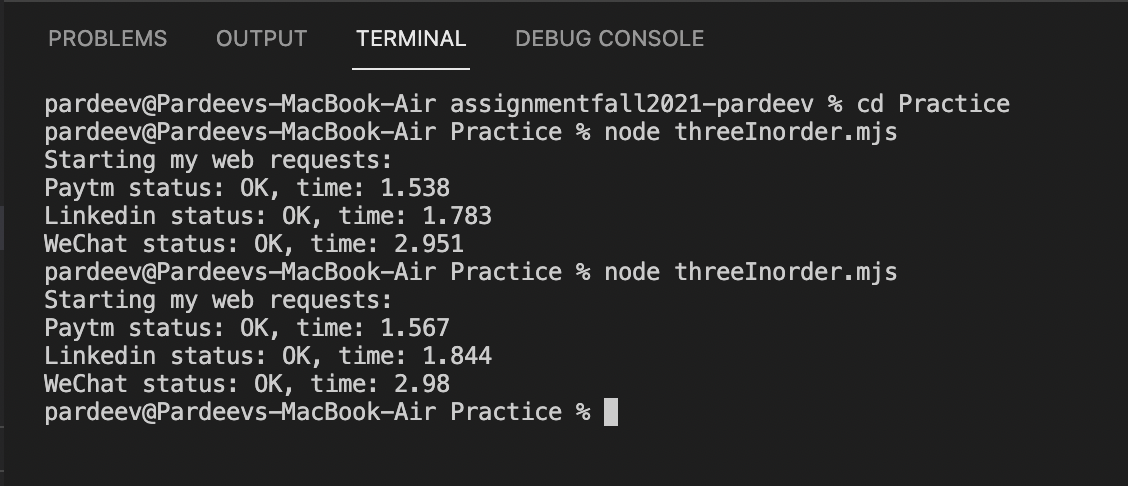 PROBLEMS OUTPUT TERMINAL DEBUG CONSOLE
pardeev@Pardeevs-MacBook-Air assignmentfall2021-pardeev % cd Practice
pardeev@Pardeevs-MacBook-Air Practice % node threeInorder.mjs
Starting my web requests:
Paytm status: OK, time: 1.538
Linkedin status: OK, time: 1.783
WeChat status: OK, time: 2.951
pardeev@Pardeevs-MacBook-Air Practice % node threeInorder.mjs
Starting my web requests:
Paytm status: OK, time: 1.567
Linkedin status: OK, time: 1.844
WeChat status: OK, time: 2.98
pardeev@Pardeevs-MacBook-Air Practice %